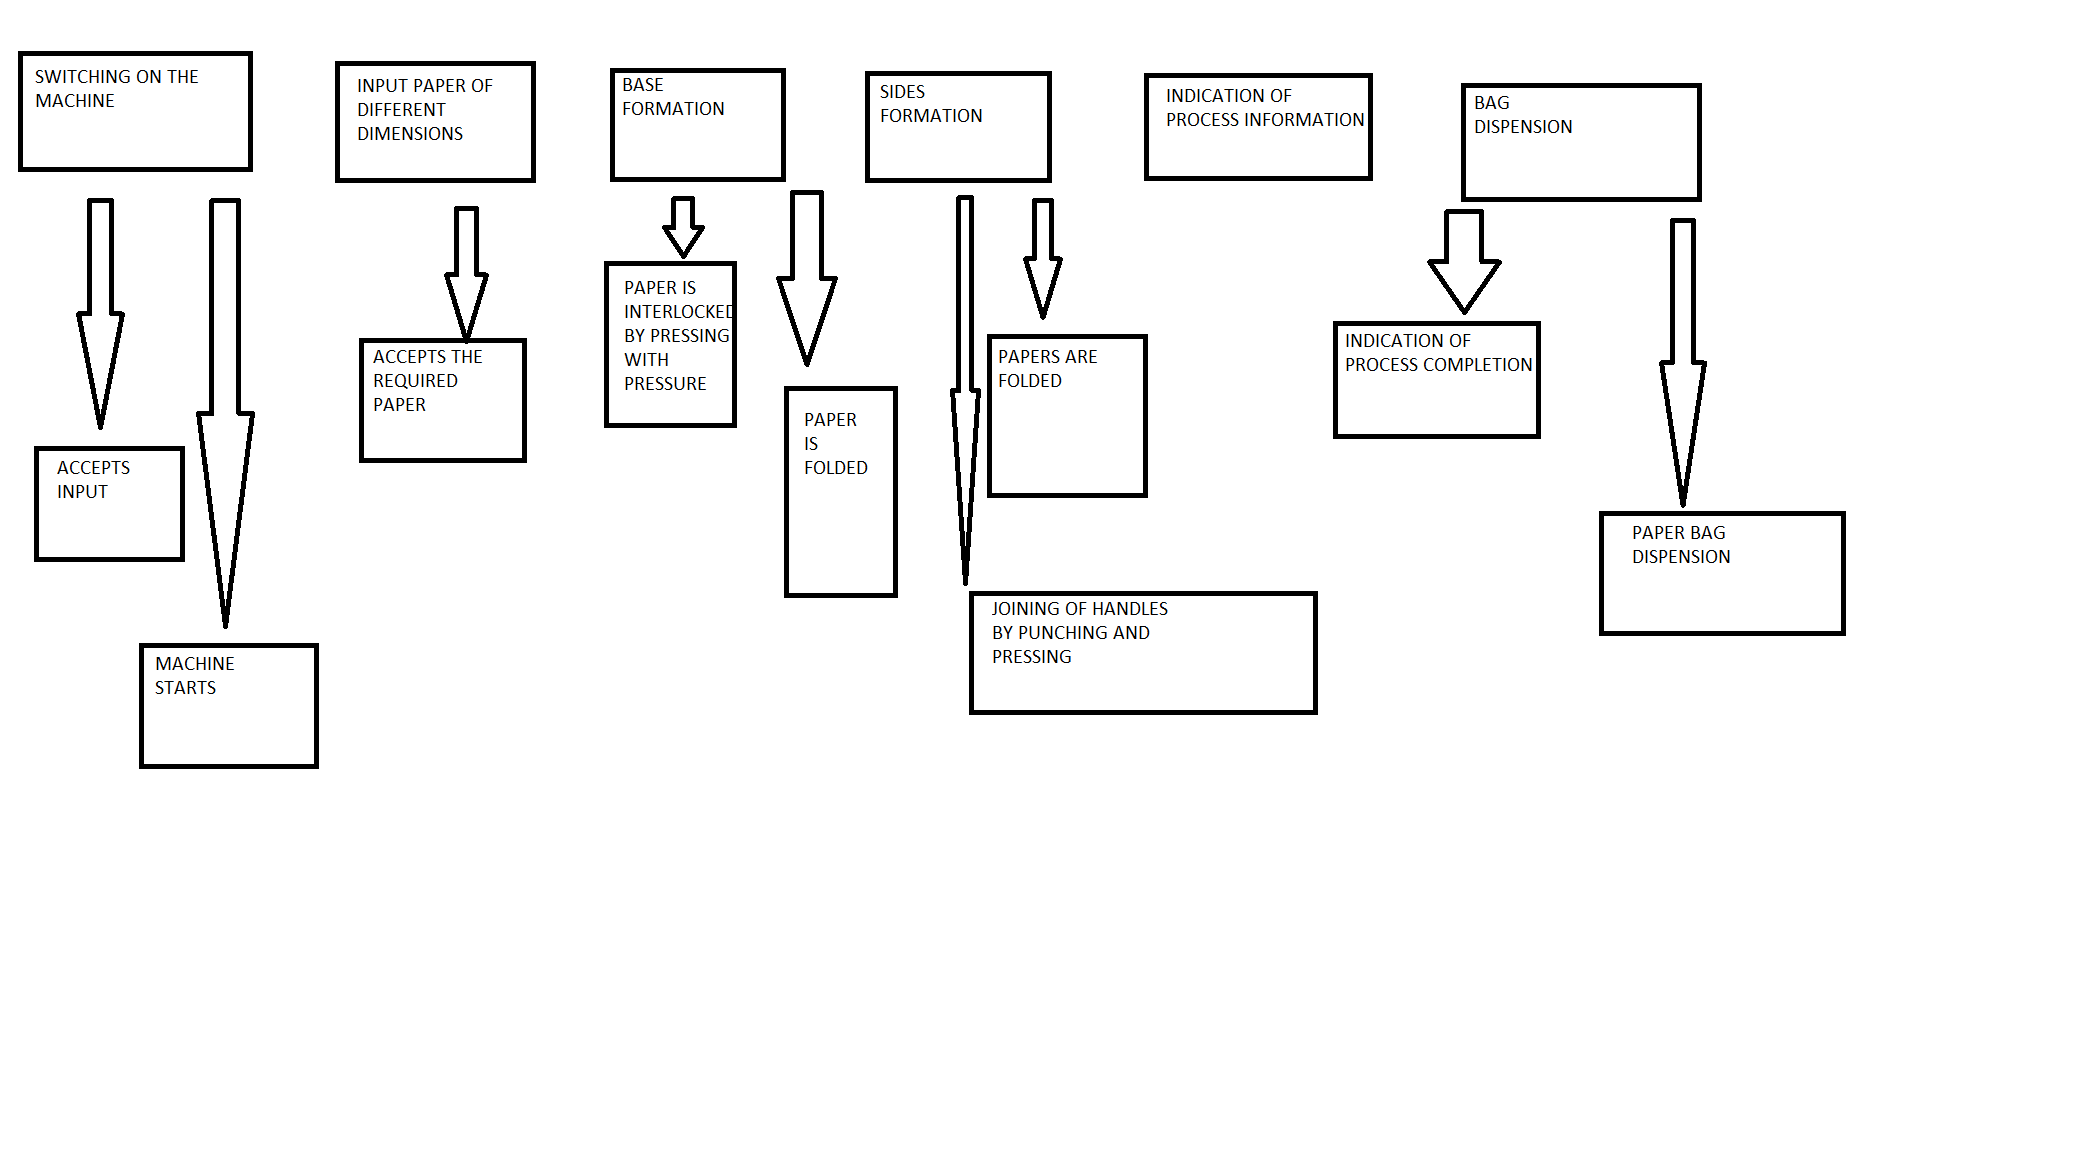 SWITCHING ON THE
MACHINE
INPUT PAPER OF
DIFFERENT
DIMENSIONS
BASE
FORMATION
SIDES
FORMATION
INDICATION OF
PROCESS INFORMATION
BAG
DISPENSION
PAPER IS
INTERLOCKED
BY PRESSING
WITH
PRESSURE
INDICATION OF
PROCESS COMPLETION
ACCEPTS THE
REQUIRED
PAPER
PAPERS ARE
FOLDED
PAPER
IS
FOLDED
ACCEPTS
INPUT
PAPER BAG
DISPENSION
JOINING OF HANDLES
BY PUNCHING AND
PRESSING
MACHINE
STARTS